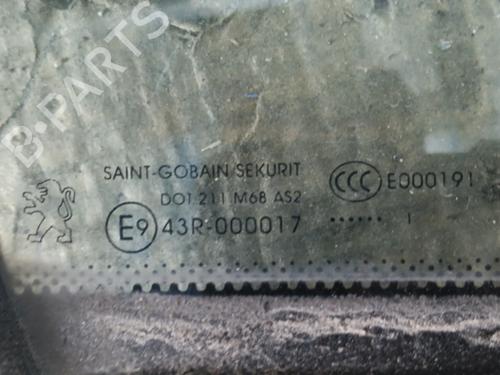 B-PARTS
SAINT-GOBAIN SEKURIT
DOT 211 M68 AS2
E9 43R-000017
CCC E000191
...... I